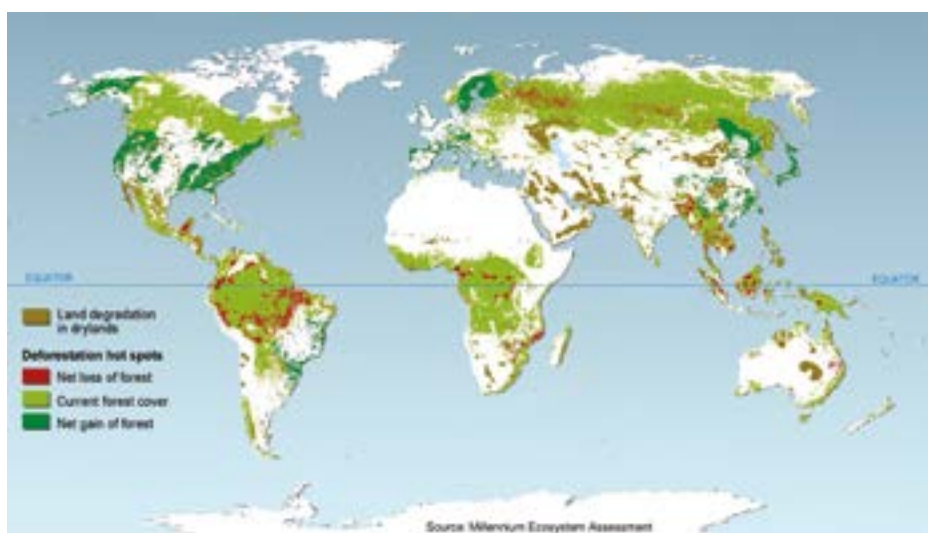 EQUATOR
EQUATOR
Land degradation
in drylands
Deforestation hot spots
Net loss of forest
Current forest cover
Net gain of forest
Source: Millennium Ecosystem Assessment